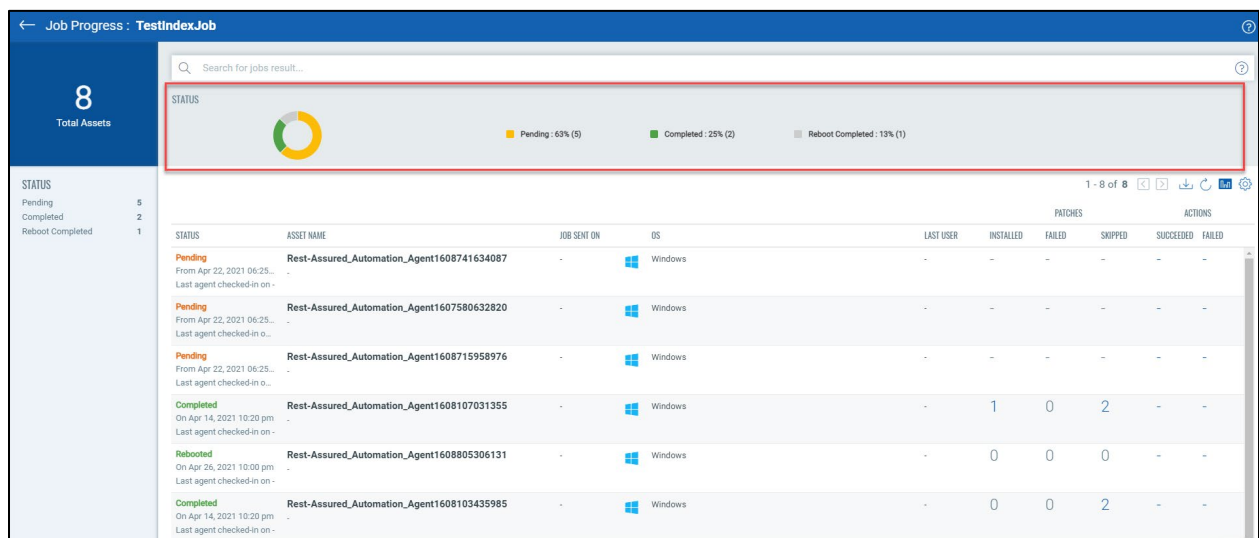 ← Job Progress : TestIndexJob
8
Total Assets
Search for jobs result...
STATUS
Pending : 63% (5)
Completed : 25% (2)
Reboot Completed : 13% (1)
STATUS
Pending 5
Completed 2
Reboot Completed 1
1 - 8 of 8
PATCHES ACTIONS
STATUS ASSET NAME JOB SENT ON OS LAST USER INSTALLED FAILED SKIPPED SUCCEEDED FAILED
Pending Rest-Assured_Automation_Agent1608741634087 - Windows - - - - - -
From Apr 22, 2021 06:25... -
Last agent checked-in on -
Pending Rest-Assured_Automation_Agent1607580632820 - Windows - - - - - -
From Apr 22, 2021 06:25... -
Last agent checked-in o...
Pending Rest-Assured_Automation_Agent1608715958976 - Windows - - - - - -
From Apr 22, 2021 06:25... -
Last agent checked-in o...
Completed Rest-Assured_Automation_Agent1608107031355 - Windows - 1 0 2 - -
On Apr 14, 2021 10:20 pm -
Last agent checked-in on -
Rebooted Rest-Assured_Automation_Agent1608805306131 - Windows - 0 0 0 - -
On Apr 26, 2021 10:00 pm -
Last agent checked-in on -
Completed Rest-Assured_Automation_Agent1608103435985 - Windows - 0 0 2 - -
On Apr 14, 2021 10:20 pm -
Last agent checked-in on -